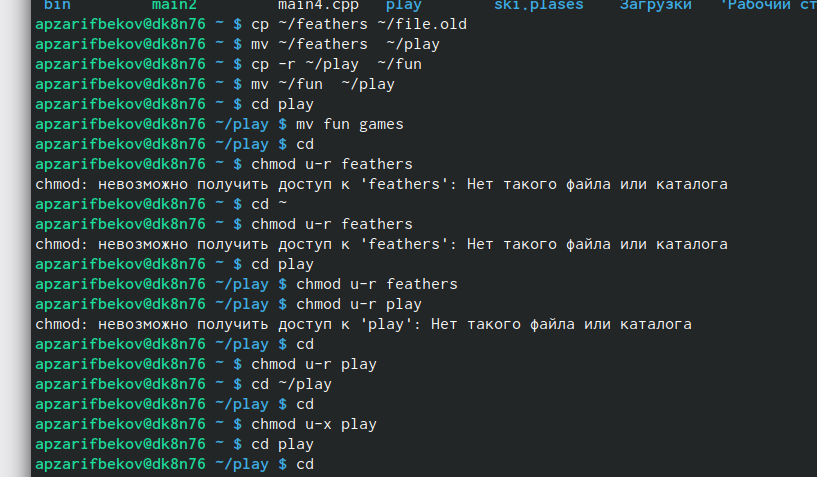 bin main2 main4.cpp play ski.plases Загрузки 'Рабочий ст
apzarifbekov@dk8n76 ~ $ cp ~/feathers ~/file.old
apzarifbekov@dk8n76 ~ $ mv ~/feathers  ~/play
apzarifbekov@dk8n76 ~ $ cp -r ~/play  ~/fun
apzarifbekov@dk8n76 ~ $ mv ~/fun  ~/play
apzarifbekov@dk8n76 ~ $ cd play
apzarifbekov@dk8n76 ~/play $ mv fun games
apzarifbekov@dk8n76 ~/play $ cd
apzarifbekov@dk8n76 ~ $ chmod u-r feathers
chmod: невозможно получить доступ к 'feathers': Нет такого файла или каталога
apzarifbekov@dk8n76 ~ $ cd ~
apzarifbekov@dk8n76 ~ $ chmod u-r feathers
chmod: невозможно получить доступ к 'feathers': Нет такого файла или каталога
apzarifbekov@dk8n76 ~ $ cd play
apzarifbekov@dk8n76 ~/play $ chmod u-r feathers
apzarifbekov@dk8n76 ~/play $ chmod u-r play
chmod: невозможно получить доступ к 'play': Нет такого файла или каталога
apzarifbekov@dk8n76 ~/play $ cd
apzarifbekov@dk8n76 ~ $ chmod u-r play
apzarifbekov@dk8n76 ~ $ cd ~/play
apzarifbekov@dk8n76 ~/play $ cd
apzarifbekov@dk8n76 ~ $ chmod u-x play
apzarifbekov@dk8n76 ~ $ cd play
apzarifbekov@dk8n76 ~/play $ cd